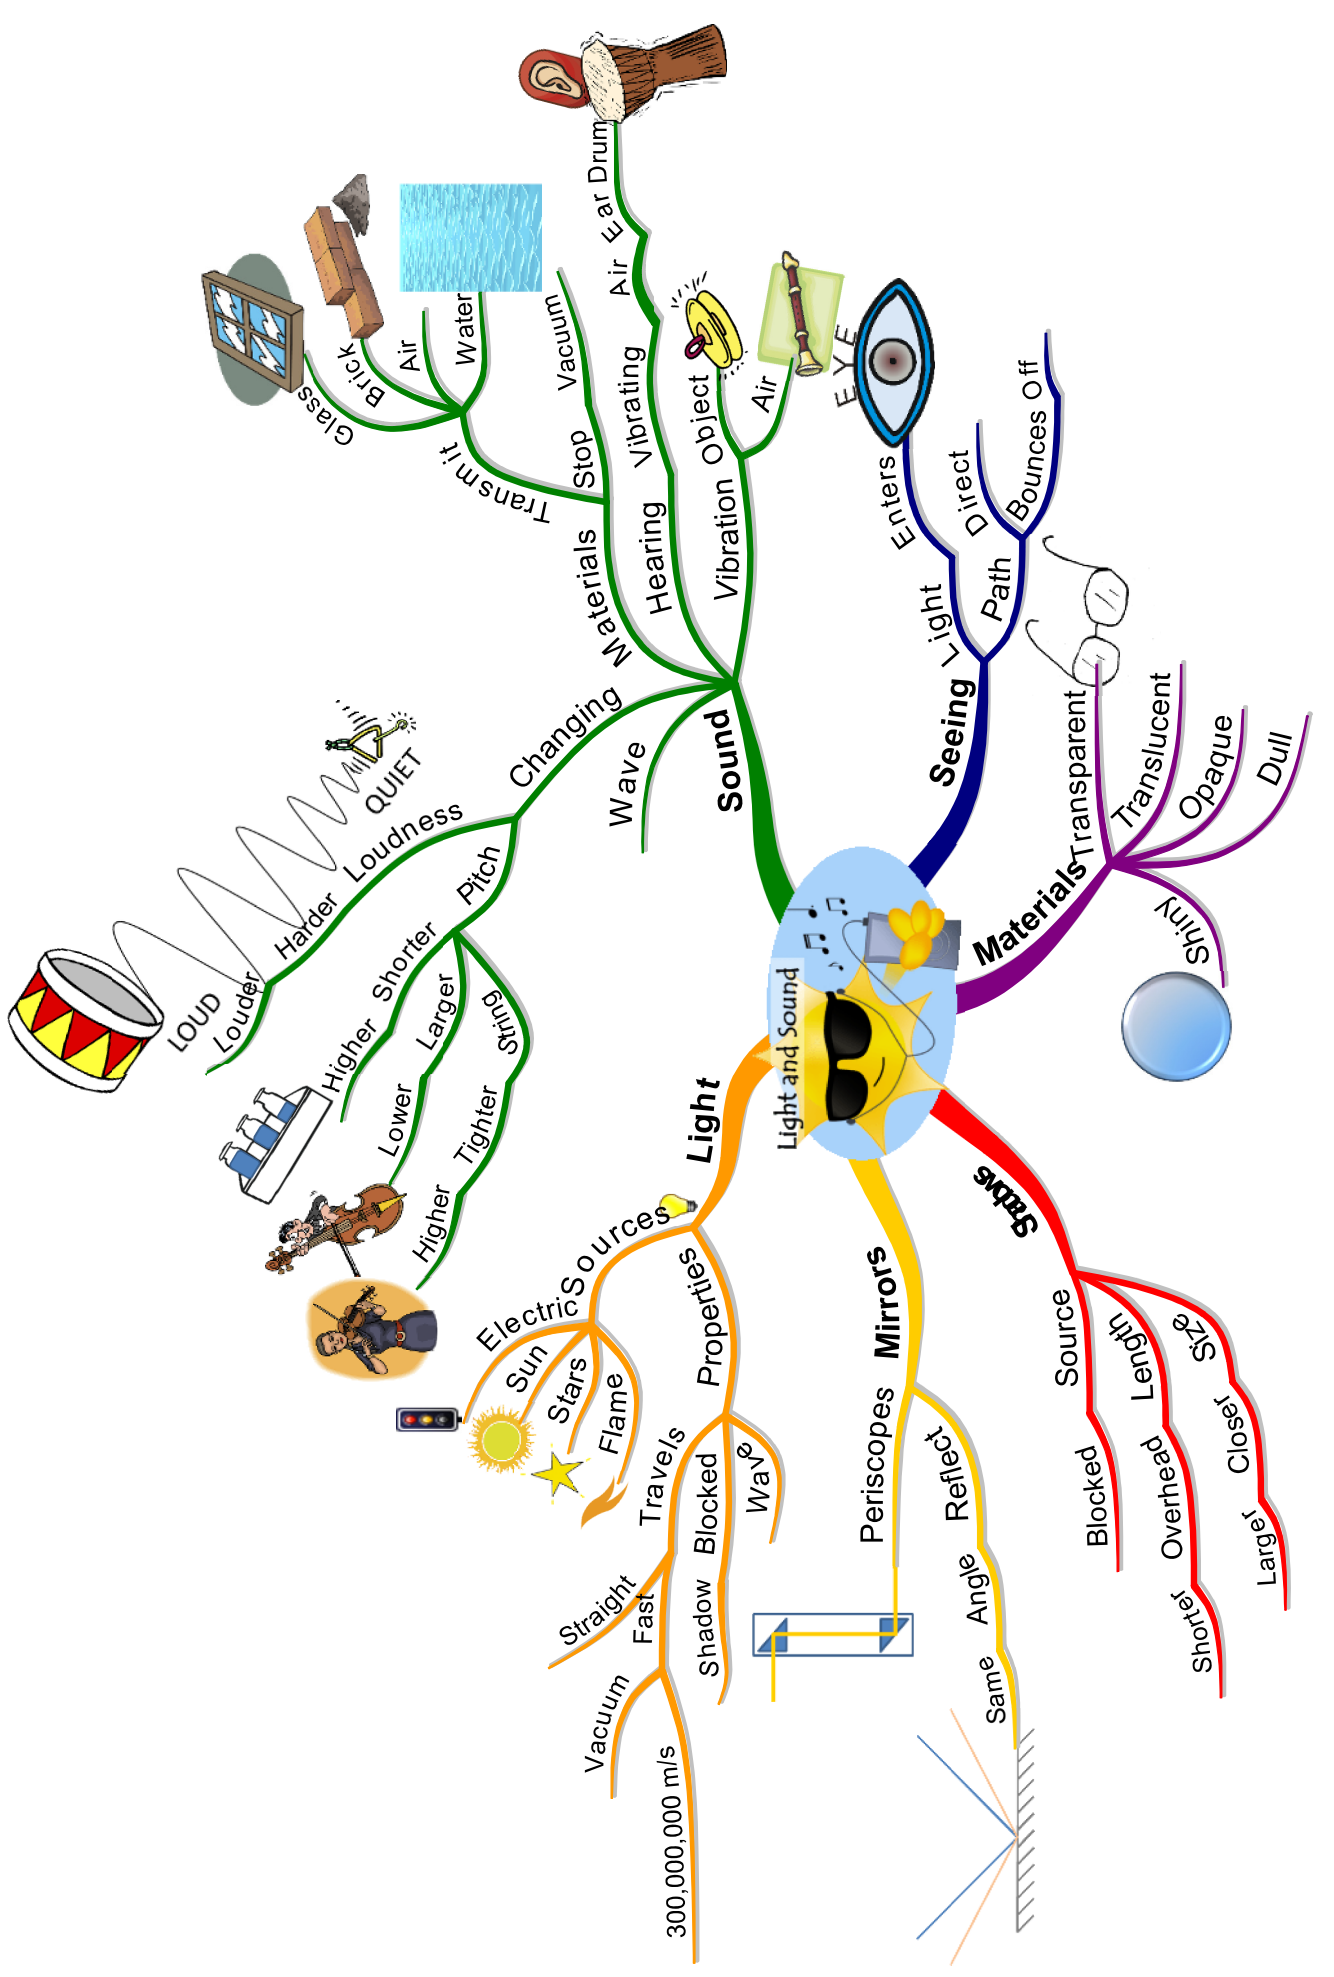 Light and Sound
Seeing
Light
Enters
EYE
Path
Direct
Bounces Off
Materials
Transparent
Translucent
Opaque
Dull
Shiny
Shadows
Size
Closer
Larger
Length
Overhead
Shorter
Source
Blocked
Mirrors
Reflect
Angle
Same
Periscopes
Light
Properties
Wave
Blocked
Shadow
Travels
Fast
300,000,000 m/s
Vacuum
Straight
Sources
Flame
Stars
Sun
Electric
Sound
Wave
Changing
Pitch
String
Tighter
Higher
Larger
Lower
Shorter
Higher
Loudness
Harder
Louder
LOUD
QUIET
Materials
Transmit
Glass
Brick
Air
Water
Stop
Vacuum
Hearing
Vibrating
Air
Ear Drum
Vibration
Object
Air